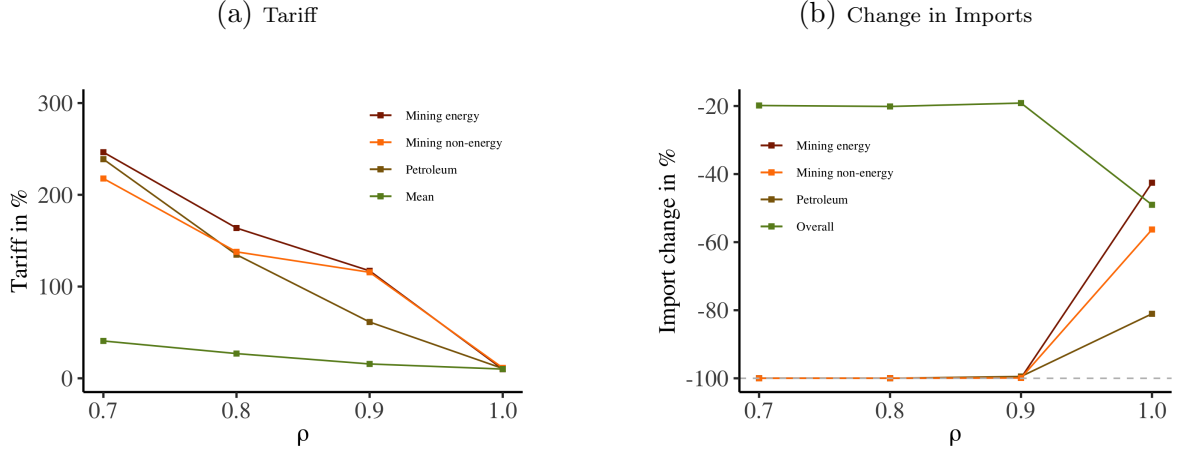 (a) Tariff
300
200
100
0
Tariff in %
0.7 0.8 0.9 1.0
ρ
Mining energy
Mining non-energy
Petroleum
Mean
(b) Change in Imports
-20
-40
-60
-80
-100
Import change in %
0.7 0.8 0.9 1.0
ρ
Mining energy
Mining non-energy
Petroleum
Overall